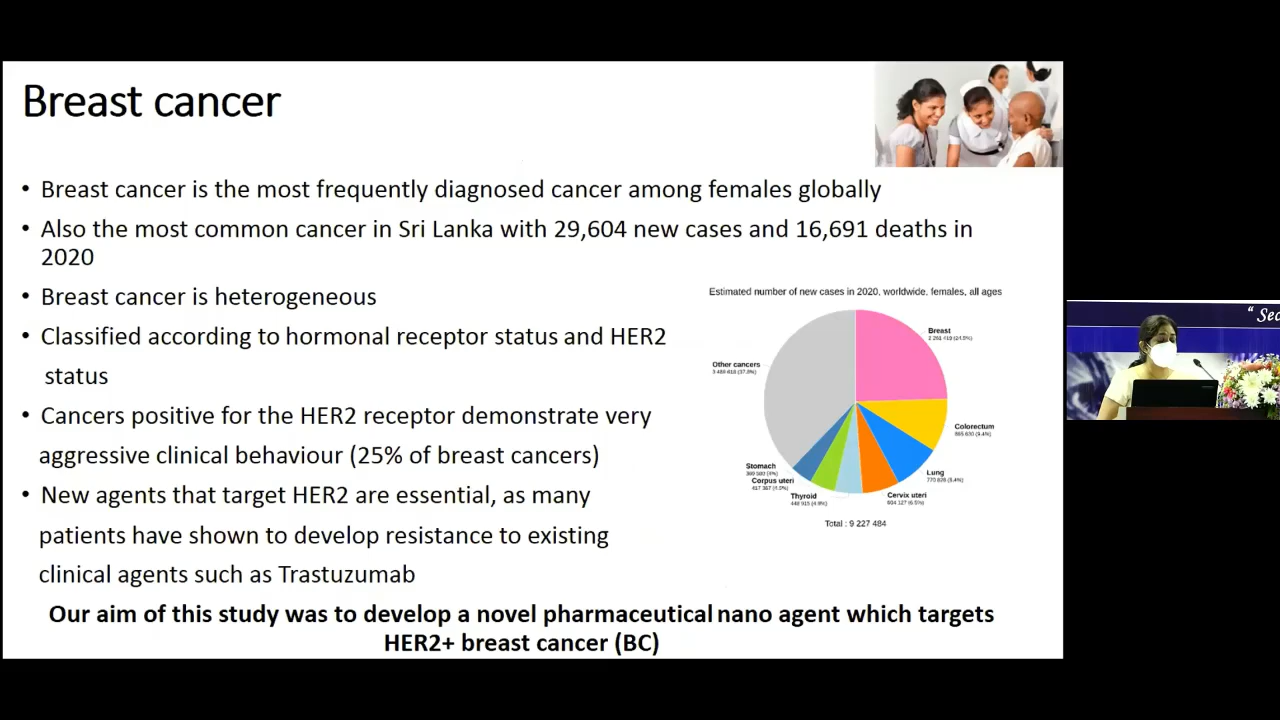 Breast cancer
• Breast cancer is the most frequently diagnosed cancer among females globally
• Also the most common cancer in Sri Lanka with 29,604 new cases and 16,691 deaths in
2020
• Breast cancer is heterogeneous
• Classified according to hormonal receptor status and HER2
status
• Cancers positive for the HER2 receptor demonstrate very
aggressive clinical behaviour (25% of breast cancers)
• New agents that target HER2 are essential, as many
patients have shown to develop resistance to existing
clinical agents such as Trastuzumab
Our aim of this study was to develop a novel pharmaceutical nano agent which targets
HER2+ breast cancer (BC)
Estimated number of new cases in 2020, worldwide, females, all ages
Breast
Other cancers
Colorectum
Lung
Stomach
Corpus uteri
Thyroid
Cervix uteri
Total : 9 227 484